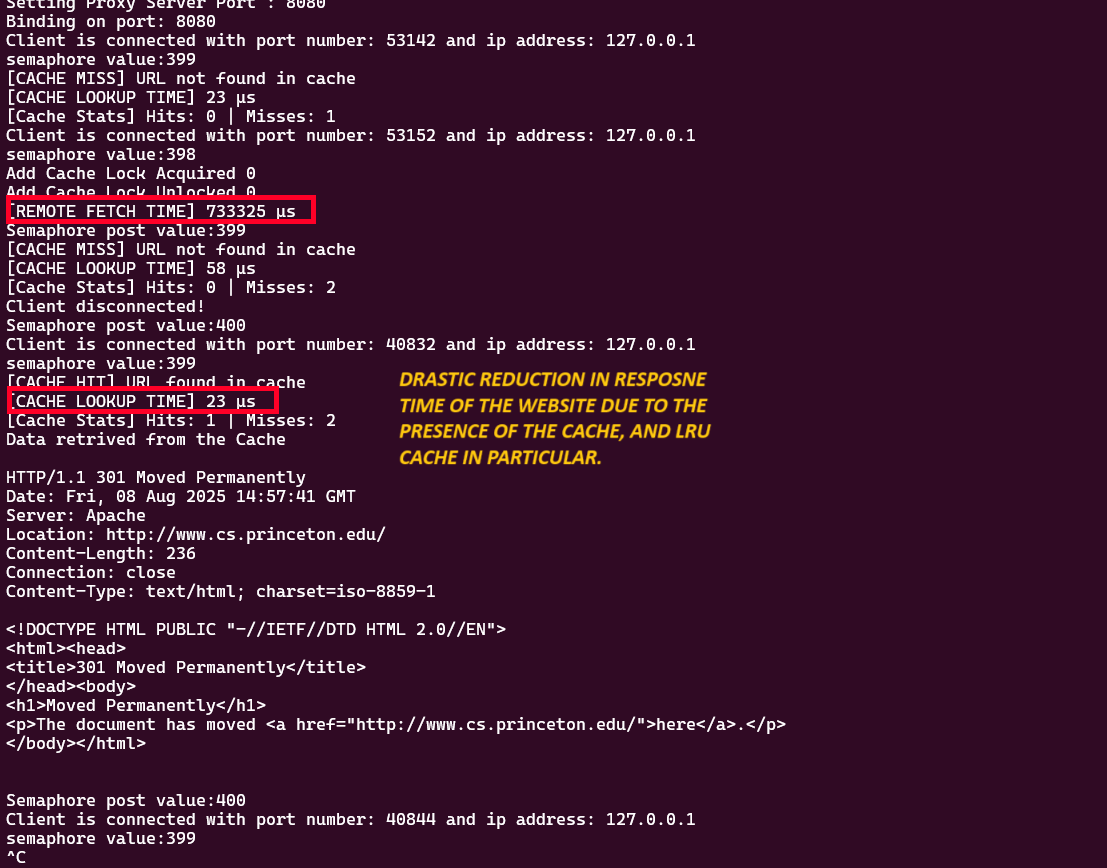 Setting Proxy Server Port : 8080
Binding on port: 8080
Client is connected with port number: 53142 and ip address: 127.0.0.1
semaphore value:399
[CACHE MISS] URL not found in cache
[CACHE LOOKUP TIME] 23 µs
[Cache Stats] Hits: 0 | Misses: 1
Client is connected with port number: 53152 and ip address: 127.0.0.1
semaphore value:398
Add Cache Lock Acquired 0
Add Cache Lock Unlocked 0
[REMOTE FETCH TIME] 733325 µs
Semaphore post value:399
[CACHE MISS] URL not found in cache
[CACHE LOOKUP TIME] 58 µs
[Cache Stats] Hits: 0 | Misses: 2
Client disconnected!
Semaphore post value:400
Client is connected with port number: 40832 and ip address: 127.0.0.1
semaphore value:399
[CACHE HIT] URL found in cache
[CACHE LOOKUP TIME] 23 µs
[Cache Stats] Hits: 1 | Misses: 2
Data retrived from the Cache
DRASTIC REDUCTION IN RESPOSNE
TIME OF THE WEBSITE DUE TO THE
PRESENCE OF THE CACHE, AND LRU
CACHE IN PARTICULAR.
HTTP/1.1 301 Moved Permanently
Date: Fri, 08 Aug 2025 14:57:41 GMT
Server: Apache
Location: http://www.cs.princeton.edu/
Content-Length: 236
Connection: close
Content-Type: text/html; charset=iso-8859-1
<!DOCTYPE HTML PUBLIC "-//IETF//DTD HTML 2.0//EN">
<html><head>
<title>301 Moved Permanently</title>
</head><body>
<h1>Moved Permanently</h1>
<p>The document has moved <a href="http://www.cs.princeton.edu/">here</a>.</p>
</body></html>
Semaphore post value:400
Client is connected with port number: 40844 and ip address: 127.0.0.1
semaphore value:399
^C